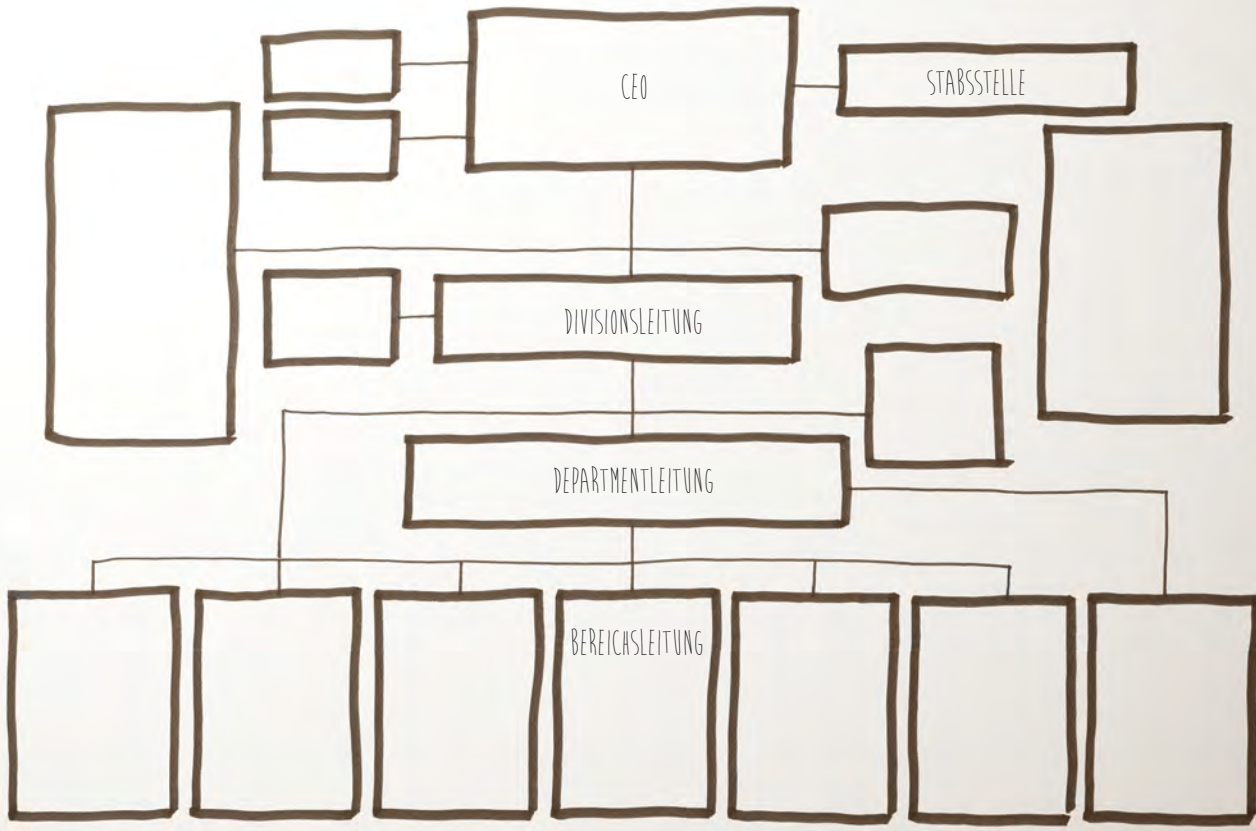 CEO
STABSSTELLE
DIVISIONSLEITUNG
DEPARTMENTLEITUNG
BEREICHSLEITUNG